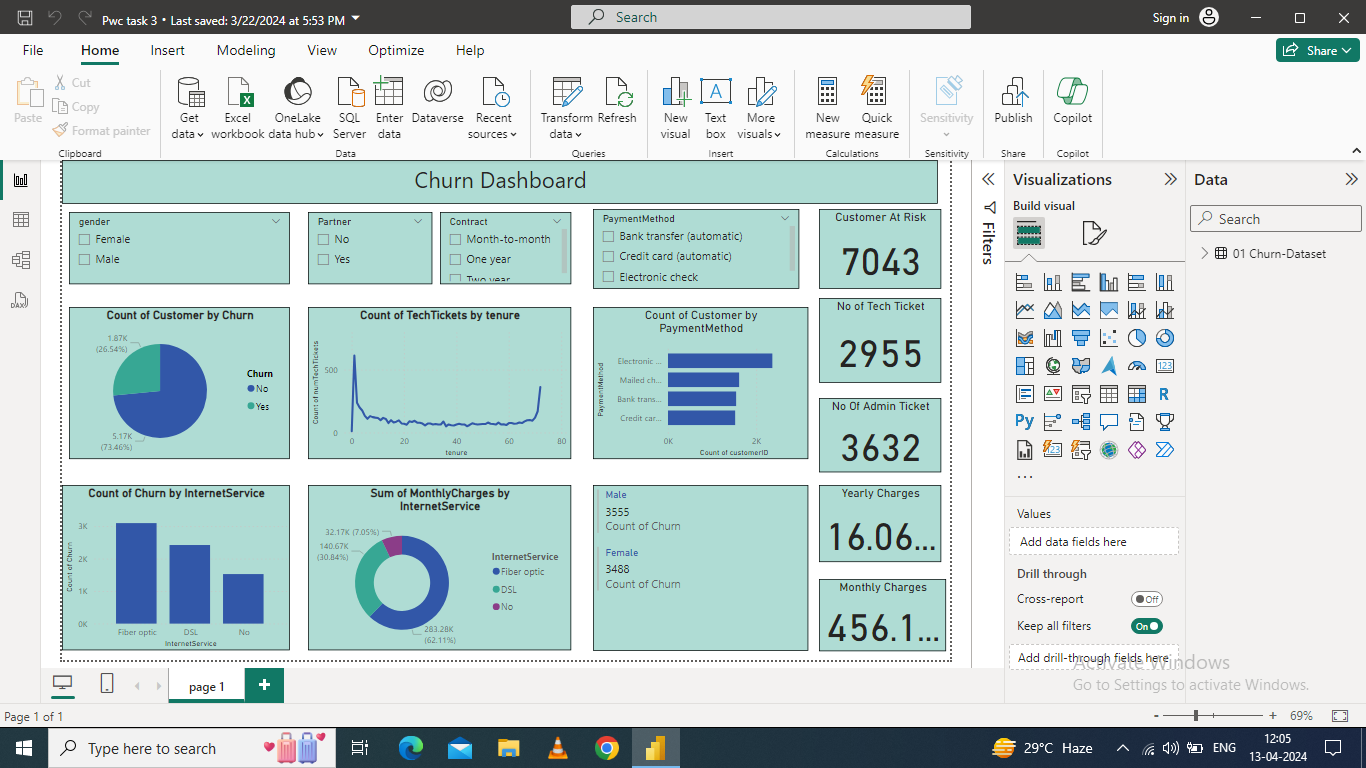 Pwc task 3 • Last saved: 3/22/2024 at 5:53 PM
Search
Sign in
File Home Insert Modeling View Optimize Help
Share
Paste
Cut
Copy
Format painter
Clipboard
Get data
Excel workbook
OneLake data hub
SQL Server
Enter data
Dataverse
Recent sources
Data
Transform data
Refresh
Queries
New visual
Text box
More visuals
Insert
New measure
Quick measure
Calculations
Sensitivity
Sensitivity
Publish
Share
Copilot
Copilot
Churn Dashboard
gender
Female
Male
Partner
No
Yes
Contract
Month-to-month
One year
Two year
PaymentMethod
Bank transfer (automatic)
Credit card (automatic)
Electronic check
Customer At Risk
7043
Count of Customer by Churn
1.87K
(26.54%)
5.17K
(73.46%)
Churn
No
Yes
Count of TechTickets by tenure
Count of numTechTickets
500
0
0 20 40 60 80
tenure
Count of Customer by
PaymentMethod
PaymentMethod
Electronic ...
Mailed ch...
Bank trans...
Credit car...
0K 2K
Count of customerID
No of Tech Ticket
2955
No Of Admin Ticket
3632
Count of Churn by InternetService
Count of Churn
3K
2K
1K
0K
Fiber optic DSL No
InternetService
Sum of MonthlyCharges by
InternetService
32.17K (7.05%)
140.67K
(30.84%)
283.28K
(62.11%)
InternetService
Fiber optic
DSL
No
Male
3555
Count of Churn
Female
3488
Count of Churn
Yearly Charges
16.06...
Monthly Charges
456.1...
Filters
Visualizations
Build visual
R
Py
123
123
...
Values
Add data fields here
Drill through
Cross-report
Off
Keep all filters
On
Add drill-through fields here
Data
Search
01 Churn-Dataset
Activate Windows
Go to Settings to activate Windows.
DAX
page 1
Page 1 of 1
- + 69%
Type here to search
29°C Haze
ENG
12:05
13-04-2024